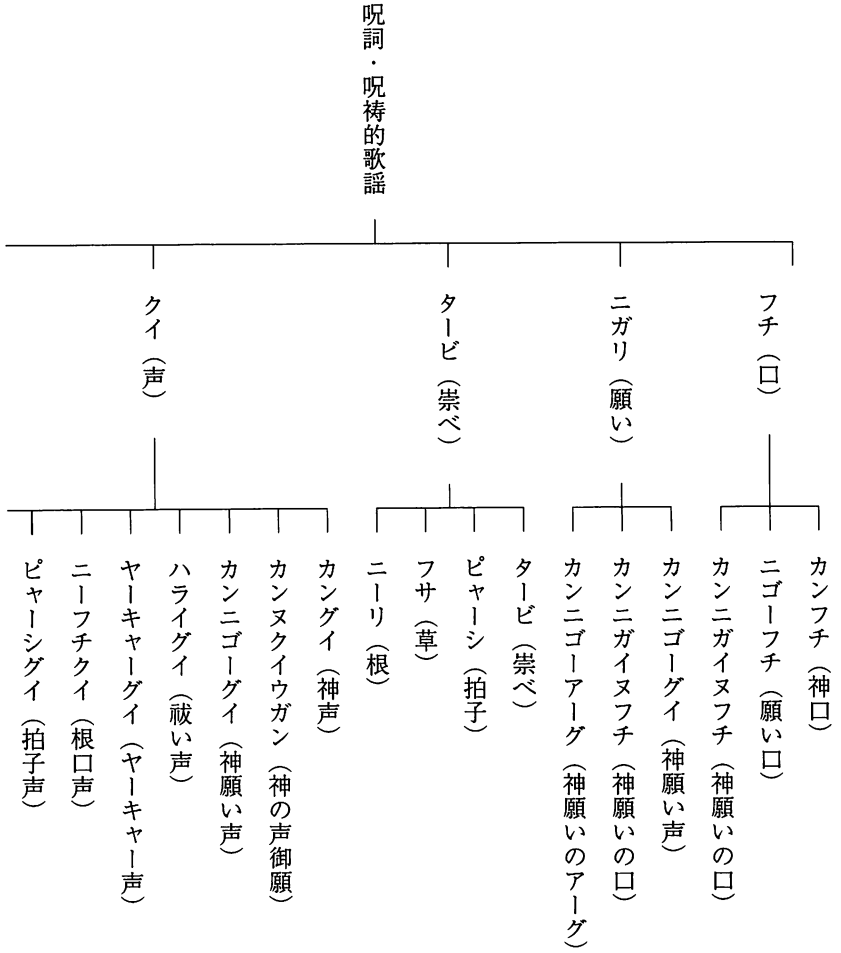 呪詞・呪祷的歌謡
フチ（口）
カンフチ（神口）
ニゴーフチ（願い口）
カンニガイヌフチ（神願いの口）
ニガリ（願い）
カンニゴーグイ（神願い声）
カンニガイヌフチ（神願いの口）
カンニゴーアーグ（神願いのアーグ）
タービ（崇べ）
タービ（崇べ）
ピャーシ（拍子）
フサ（草）
ニーリ（根）
クイ（声）
カングイ（神声）
カンヌクイウガン（神の声御願）
カンニゴーグイ（神願い声）
ハライグイ（祓い声）
ヤーキャーグイ（ヤーキャー声）
ニーフチクイ（根口声）
ピャーシグイ（拍子声）